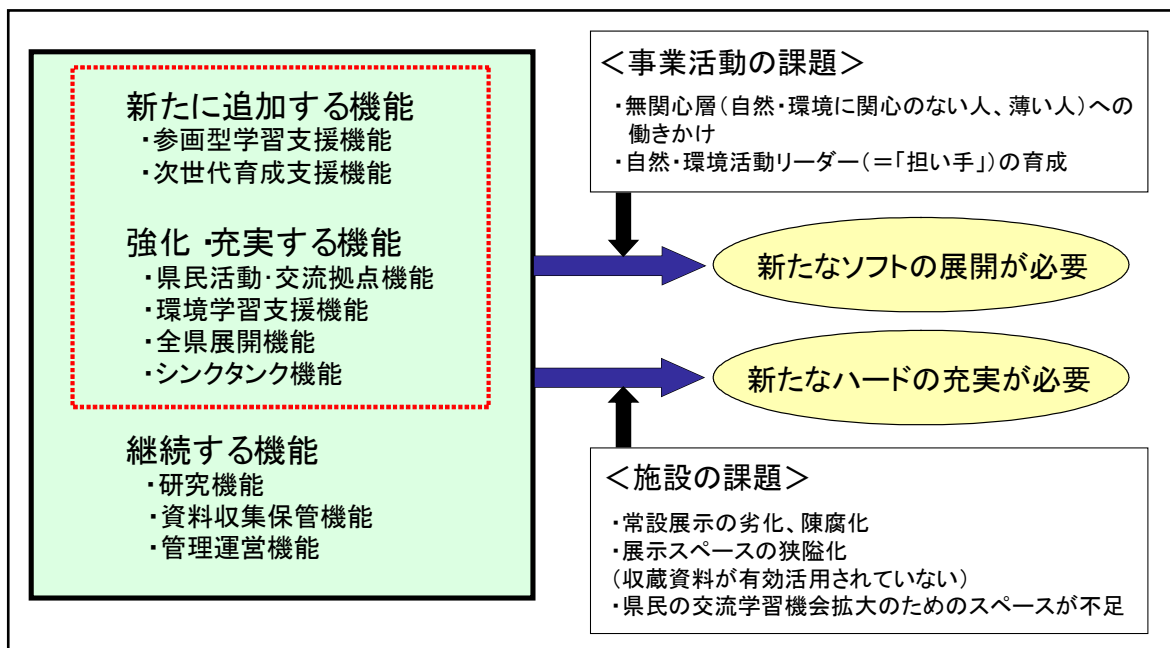 新たに追加する機能
・参画型学習支援機能
・次世代育成支援機能
強化・充実する機能
・県民活動・交流拠点機能
・環境学習支援機能
・全県展開機能
・シンクタンク機能
継続する機能
・研究機能
・資料収集保管機能
・管理運営機能
＜事業活動の課題＞
・無関心層（自然・環境に関心のない人、薄い人）への
働きかけ
・自然・環境活動リーダー（＝「担い手」）の育成
新たなソフトの展開が必要
新たなハードの充実が必要
＜施設の課題＞
・常設展示の劣化、陳腐化
・展示スペースの狭隘化
（収蔵資料が有効活用されていない）
・県民の交流学習機会拡大のためのスペースが不足